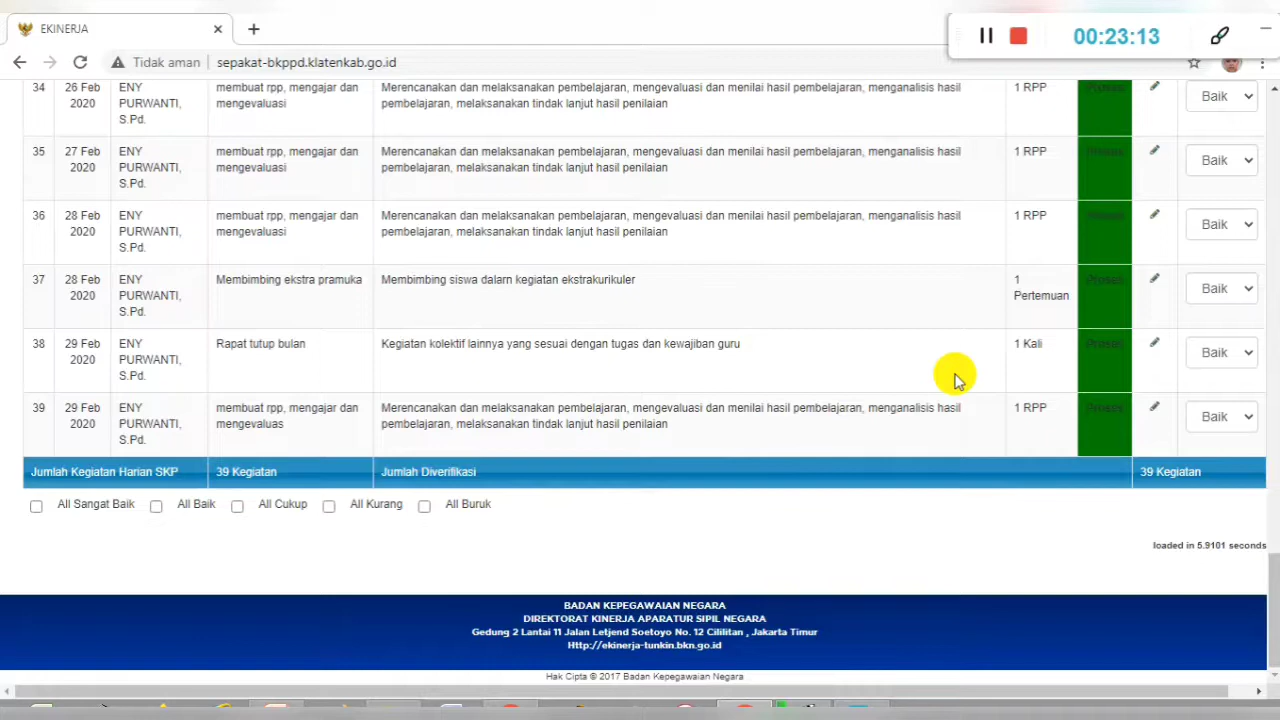 EKINERJA
00:23:13
Tidak aman
sepakat-bkppd.klatenkab.go.id
34 26 Feb 2020 ENY PURWANTI, S.Pd. membuat rpp, mengajar dan mengevaluasi Merencanakan dan melaksanakan pembelajaran, mengevaluasi dan menilai hasil pembelajaran, menganalisis hasil pembelajaran, melaksanakan tindak lanjut hasil penilaian 1 RPP Proses Baik
35 27 Feb 2020 ENY PURWANTI, S.Pd. membuat rpp, mengajar dan mengevaluasi Merencanakan dan melaksanakan pembelajaran, mengevaluasi dan menilai hasil pembelajaran, menganalisis hasil pembelajaran, melaksanakan tindak lanjut hasil penilaian 1 RPP Proses Baik
36 28 Feb 2020 ENY PURWANTI, S.Pd. membuat rpp, mengajar dan mengevaluasi Merencanakan dan melaksanakan pembelajaran, mengevaluasi dan menilai hasil pembelajaran, menganalisis hasil pembelajaran, melaksanakan tindak lanjut hasil penilaian 1 RPP Proses Baik
37 28 Feb 2020 ENY PURWANTI, S.Pd. Membimbing ekstra pramuka Membimbing siswa dalam kegiatan ekstrakurikuler 1 Pertemuan Proses Baik
38 29 Feb 2020 ENY PURWANTI, S.Pd. Rapat tutup bulan Kegiatan kolektif lainnya yang sesuai dengan tugas dan kewajiban guru 1 Kali Proses Baik
39 29 Feb 2020 ENY PURWANTI, S.Pd. membuat rpp, mengajar dan mengevaluas Merencanakan dan melaksanakan pembelajaran, mengevaluasi dan menilai hasil pembelajaran, menganalisis hasil pembelajaran, melaksanakan tindak lanjut hasil penilaian 1 RPP Proses Baik
Jumlah Kegiatan Harian SKP 39 Kegiatan Jumlah Diverifikasi 39 Kegiatan
All Sangat Baik All Baik All Cukup All Kurang All Buruk
loaded in 5.9101 seconds
BADAN KEPEGAWAIAN NEGARA
DIREKTORAT KINERJA APARATUR SIPIL NEGARA
Gedung 2 Lantai 11 Jalan Letjend Soetoyo No. 12 Cililitan , Jakarta Timur
Http://ekinerja-tunkin.bkn.go.id
Hak Cipta © 2017 Badan Kepegawaian Negara